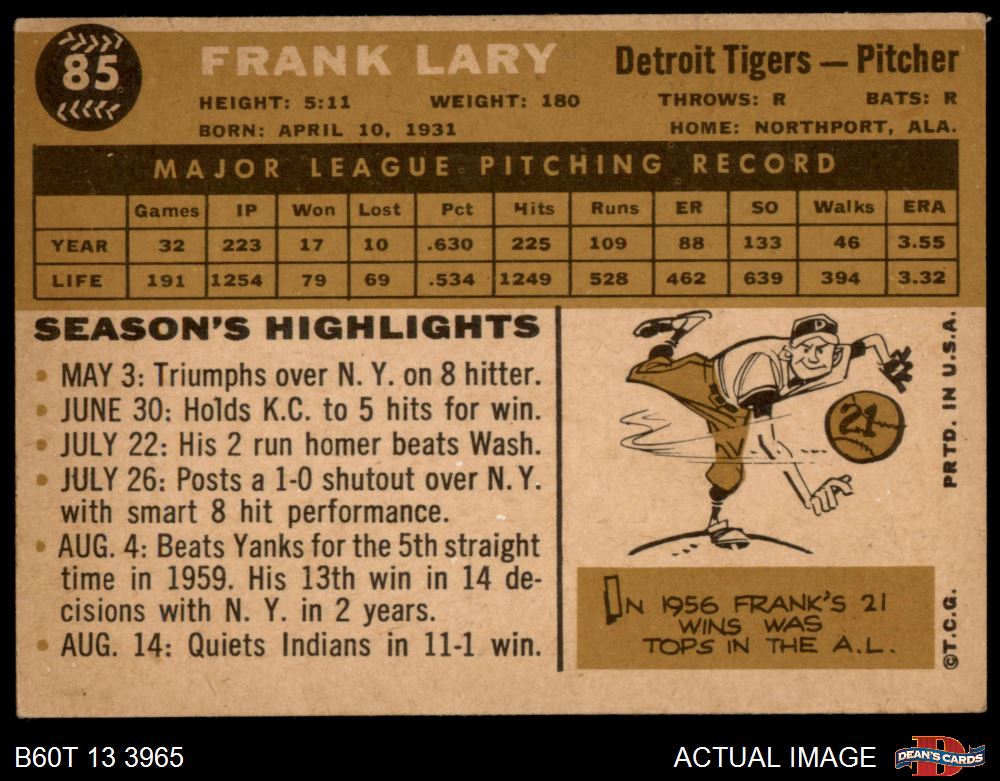 85
FRANK LARY
Detroit Tigers — Pitcher
HEIGHT: 5:11 WEIGHT: 180 THROWS: R BATS: R
BORN: APRIL 10, 1931 HOME: NORTHPORT, ALA.
MAJOR LEAGUE PITCHING RECORD
Games IP Won Lost Pct Hits Runs ER SO Walks ERA
YEAR 32 223 17 10 .630 225 109 88 133 46 3.55
LIFE 191 1254 79 69 .534 1249 528 462 639 394 3.32
SEASON'S HIGHLIGHTS
• MAY 3: Triumphs over N. Y. on 8 hitter.
• JUNE 30: Holds K.C. to 5 hits for win.
• JULY 22: His 2 run homer beats Wash.
• JULY 26: Posts a 1-0 shutout over N. Y.
with smart 8 hit performance.
• AUG. 4: Beats Yanks for the 5th straight
time in 1959. His 13th win in 14 de-
cisions with N. Y. in 2 years.
• AUG. 14: Quiets Indians in 11-1 win.
D
21
IN 1956 FRANK'S 21
WINS WAS
TOPS IN THE A.L.
©T.C.G. PRTD. IN U.S.A.
B60T 13 3965
ACTUAL IMAGE
D
DEAN'S CARDS